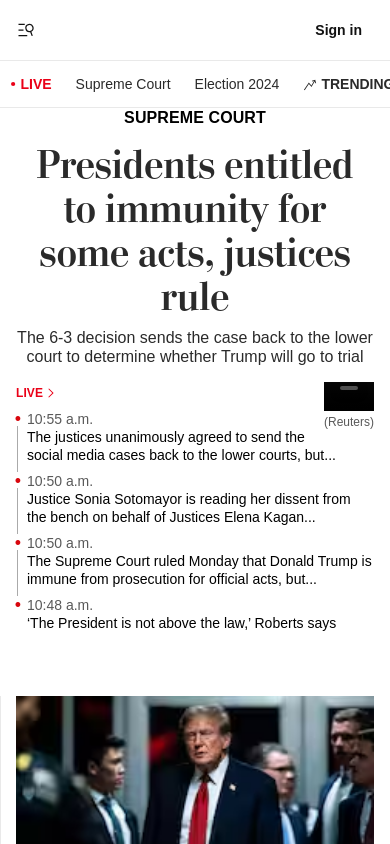 Sign in
• LIVE Supreme Court Election 2024 TRENDING
SUPREME COURT
Presidents entitled
to immunity for
some acts, justices
rule
The 6-3 decision sends the case back to the lower
court to determine whether Trump will go to trial
LIVE
(Reuters)
10:55 a.m.
The justices unanimously agreed to send the
social media cases back to the lower courts, but...
10:50 a.m.
Justice Sonia Sotomayor is reading her dissent from
the bench on behalf of Justices Elena Kagan...
10:50 a.m.
The Supreme Court ruled Monday that Donald Trump is
immune from prosecution for official acts, but...
10:48 a.m.
‘The President is not above the law,’ Roberts says